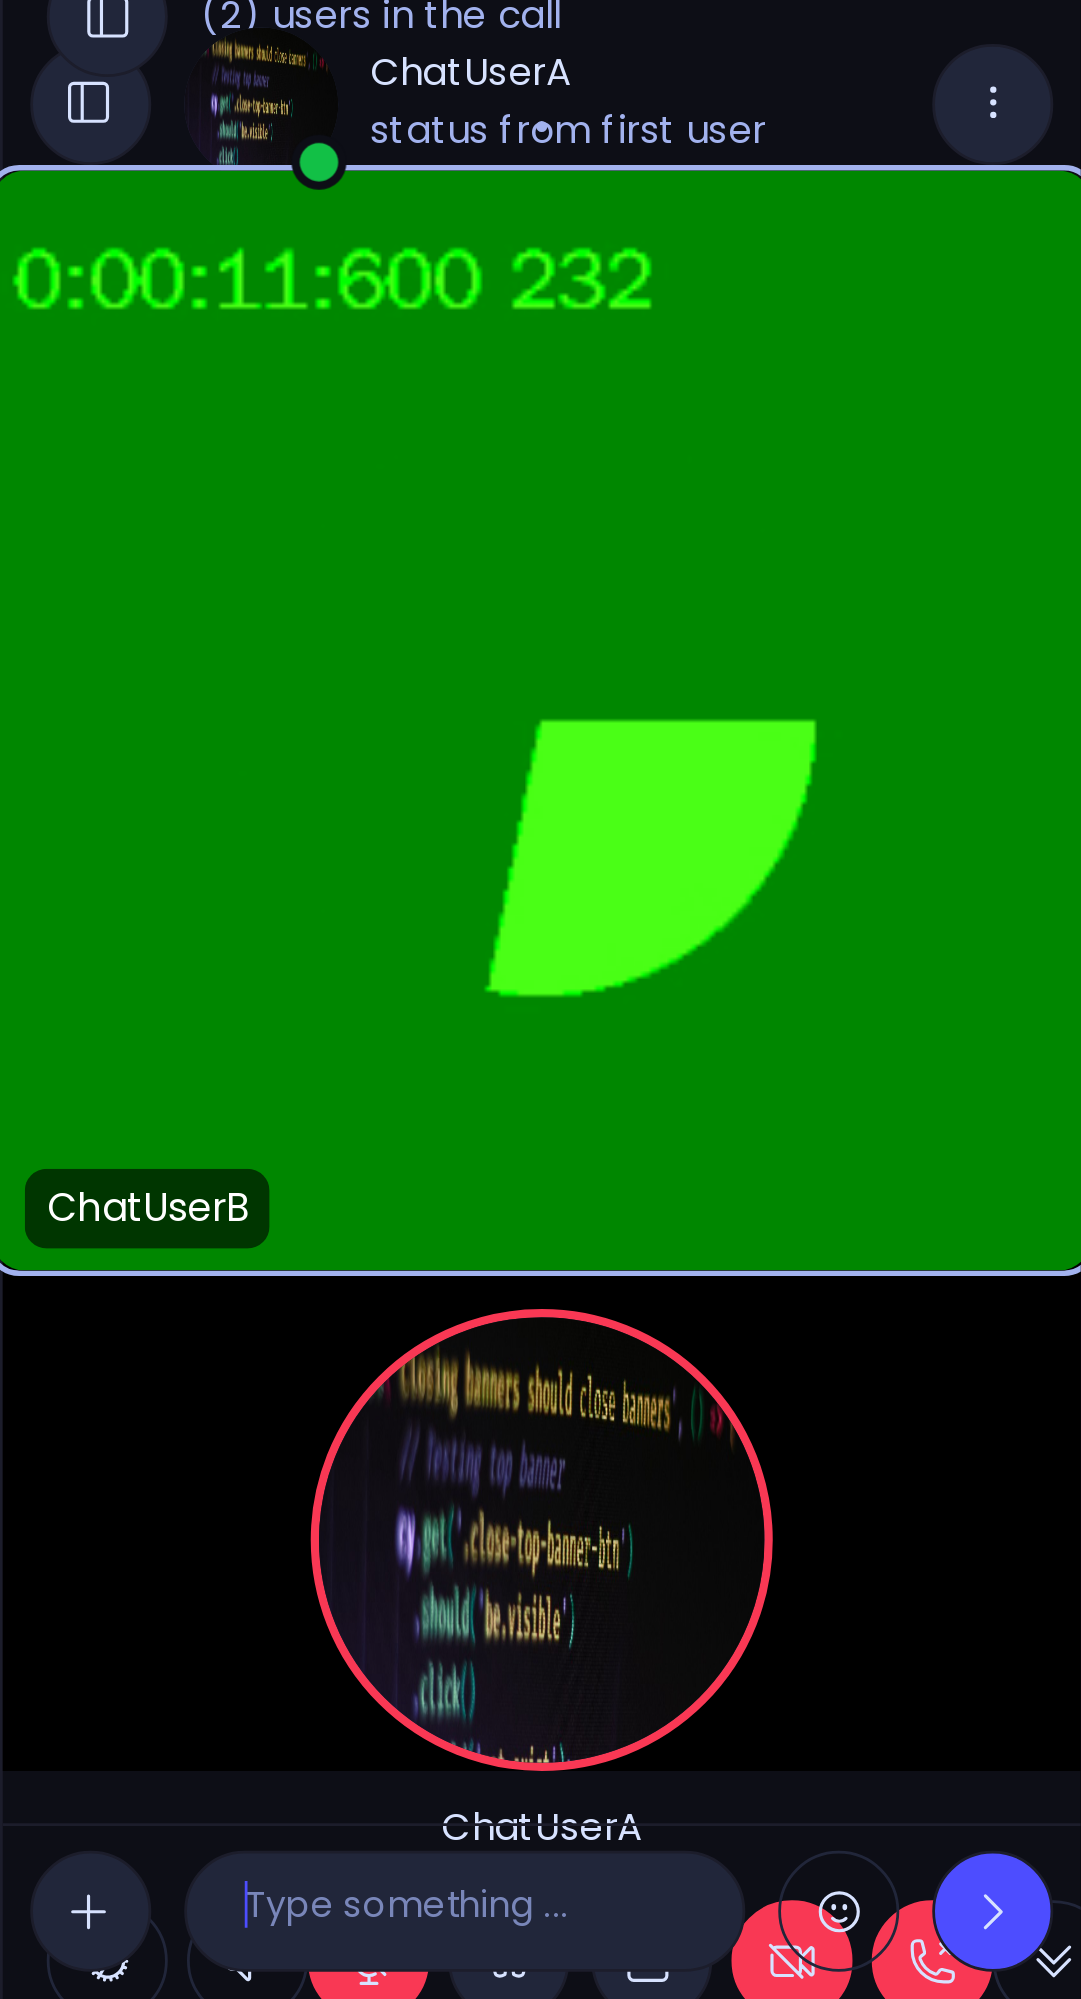 (2) users in the call
ChatUserA
status from first user
0:00:11:600 232
ChatUserB
Closing banners should close banners', () =>
// Testing top banner
cy.get('.close-top-banner-btn')
.should('be.visible')
.click()
ChatUserA
Type something ...